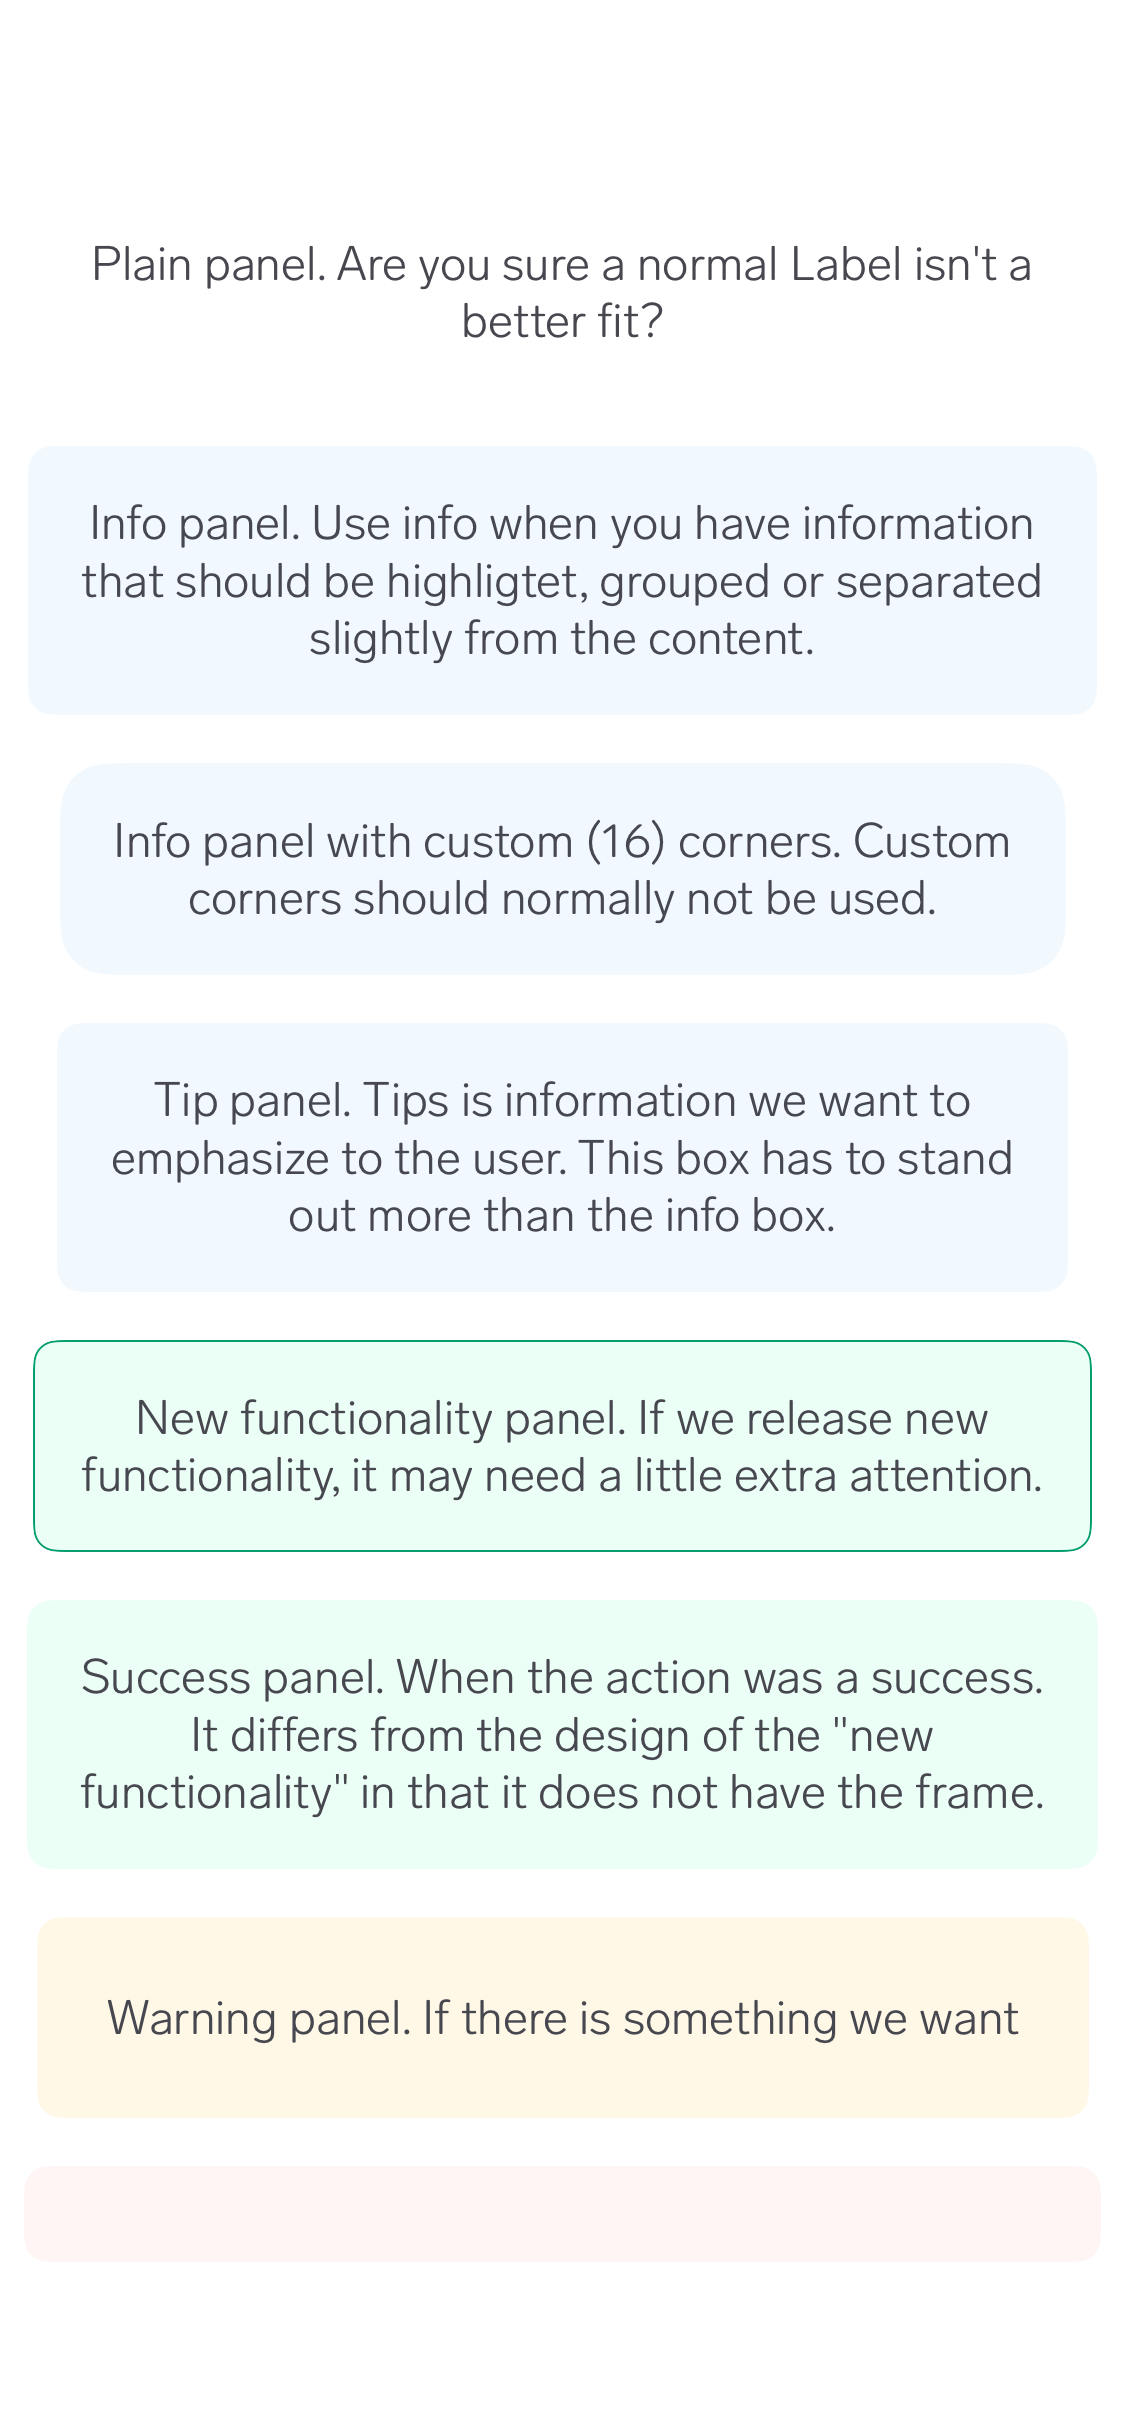 Plain panel. Are you sure a normal Label isn't a
better fit?
Info panel. Use info when you have information
that should be highligtet, grouped or separated
slightly from the content.
Info panel with custom (16) corners. Custom
corners should normally not be used.
Tip panel. Tips is information we want to
emphasize to the user. This box has to stand
out more than the info box.
New functionality panel. If we release new
functionality, it may need a little extra attention.
Success panel. When the action was a success.
It differs from the design of the "new
functionality" in that it does not have the frame.
Warning panel. If there is something we want